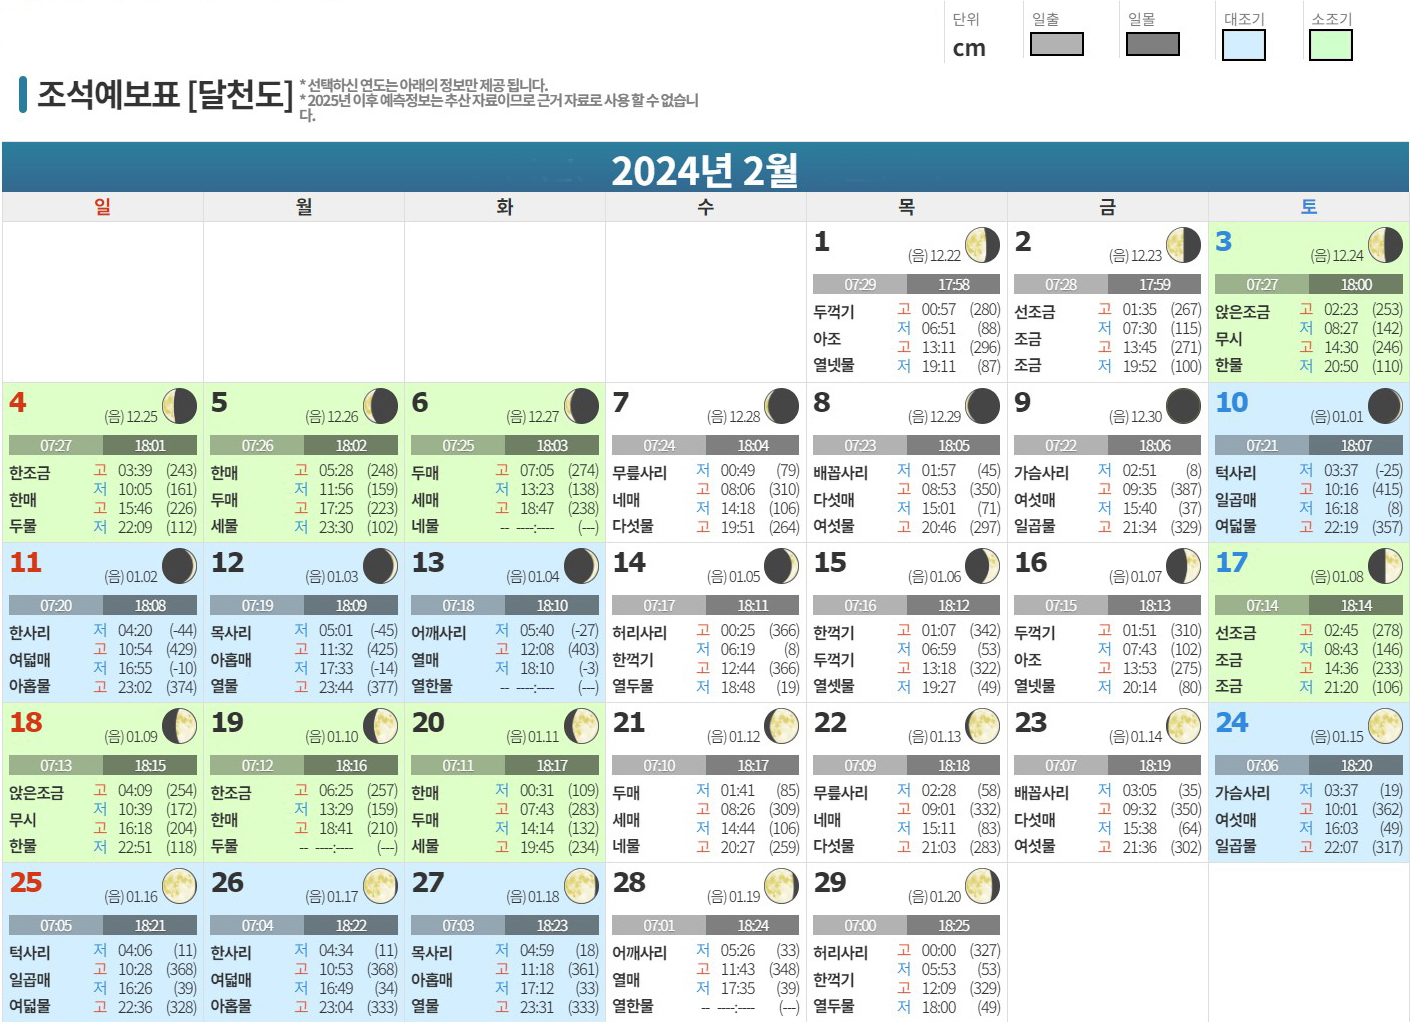 단위 일출 일몰 대조기 소조기
cm
조석예보표 [달천도]
* 선택하신 연도는 아래의 정보만 제공 됩니다.
* 2025년 이후 예측정보는 추산 자료이므로 근거 자료로 사용 할 수 없습니
다.
2024년 2월
일 월 화 수 목 금 토
1 (음) 12.22
07:29 17:58
두꺽기 고 00:57 (280)
저 06:51 (88)
아조 고 13:11 (296)
열넷물 저 19:11 (87)
2 (음) 12.23
07:28 17:59
선조금 고 01:35 (267)
저 07:30 (115)
조금 고 13:45 (271)
조금 저 19:52 (100)
3 (음) 12.24
07:27 18:00
앉은조금 고 02:23 (253)
저 08:27 (142)
무시 고 14:30 (246)
한물 저 20:50 (110)
4 (음) 12.25
07:27 18:01
한조금 고 03:39 (243)
저 10:05 (161)
한매 고 15:46 (226)
두물 저 22:09 (112)
5 (음) 12.26
07:26 18:02
한매 고 05:28 (248)
저 11:56 (159)
두매 고 17:25 (223)
세물 저 23:30 (102)
6 (음) 12.27
07:25 18:03
두매 고 07:05 (274)
저 13:23 (138)
세매 고 18:47 (238)
네물 -- ----:---- (---)
7 (음) 12.28
07:24 18:04
무릎사리 저 00:49 (79)
고 08:06 (310)
네매 저 14:18 (106)
다섯물 고 19:51 (264)
8 (음) 12.29
07:23 18:05
배꼽사리 저 01:57 (45)
고 08:53 (350)
다섯매 저 15:01 (71)
여섯물 고 20:46 (297)
9 (음) 12.30
07:22 18:06
가슴사리 저 02:51 (8)
고 09:35 (387)
여섯매 저 15:40 (37)
일곱물 고 21:34 (329)
10 (음) 01.01
07:21 18:07
턱사리 저 03:37 (-25)
고 10:16 (415)
일곱매 저 16:18 (8)
여덟물 고 22:19 (357)
11 (음) 01.02
07:20 18:08
한사리 저 04:20 (-44)
고 10:54 (429)
여덟매 저 16:55 (-10)
아홉물 고 23:02 (374)
12 (음) 01.03
07:19 18:09
목사리 저 05:01 (-45)
고 11:32 (425)
아홉매 저 17:33 (-14)
열물 고 23:44 (377)
13 (음) 01.04
07:18 18:10
어깨사리 저 05:40 (-27)
고 12:08 (403)
열매 저 18:10 (-3)
열한물 -- ----:---- (---)
14 (음) 01.05
07:17 18:11
허리사리 고 00:25 (366)
저 06:19 (8)
한꺽기 고 12:44 (366)
열두물 저 18:48 (19)
15 (음) 01.06
07:16 18:12
한꺽기 고 01:07 (342)
저 06:59 (53)
두꺽기 고 13:18 (322)
열셋물 저 19:27 (49)
16 (음) 01.07
07:15 18:13
두꺽기 고 01:51 (310)
저 07:43 (102)
아조 고 13:53 (275)
열넷물 저 20:14 (80)
17 (음) 01.08
07:14 18:14
선조금 고 02:45 (278)
저 08:43 (146)
조금 고 14:36 (233)
조금 저 21:20 (106)
18 (음) 01.09
07:13 18:15
앉은조금 고 04:09 (254)
저 10:39 (172)
무시 고 16:18 (204)
한물 저 22:51 (118)
19 (음) 01.10
07:12 18:16
한조금 고 06:25 (257)
저 13:29 (159)
한매 고 18:41 (210)
두물 -- ----:---- (---)
20 (음) 01.11
07:11 18:17
한매 저 00:31 (109)
고 07:43 (283)
두매 저 14:14 (132)
세물 고 19:45 (234)
21 (음) 01.12
07:10 18:17
두매 저 01:41 (85)
고 08:26 (309)
세매 저 14:44 (106)
네물 고 20:27 (259)
22 (음) 01.13
07:09 18:18
무릎사리 저 02:28 (58)
고 09:01 (332)
네매 저 15:11 (83)
다섯물 고 21:03 (283)
23 (음) 01.14
07:07 18:19
배꼽사리 저 03:05 (35)
고 09:32 (350)
다섯매 저 15:38 (64)
여섯물 고 21:36 (302)
24 (음) 01.15
07:06 18:20
가슴사리 저 03:37 (19)
고 10:01 (362)
여섯매 저 16:03 (49)
일곱물 고 22:07 (317)
25 (음) 01.16
07:05 18:21
턱사리 저 04:06 (11)
고 10:28 (368)
일곱매 저 16:26 (39)
여덟물 고 22:36 (328)
26 (음) 01.17
07:04 18:22
한사리 저 04:34 (11)
고 10:53 (368)
여덟매 저 16:49 (34)
아홉물 고 23:04 (333)
27 (음) 01.18
07:03 18:23
목사리 저 04:59 (18)
고 11:18 (361)
아홉매 저 17:12 (33)
열물 고 23:31 (333)
28 (음) 01.19
07:01 18:24
어깨사리 저 05:26 (33)
고 11:43 (348)
열매 저 17:35 (39)
열한물 -- ----:---- (---)
29 (음) 01.20
07:00 18:25
허리사리 고 00:00 (327)
저 05:53 (53)
한꺽기 고 12:09 (329)
열두물 저 18:00 (49)